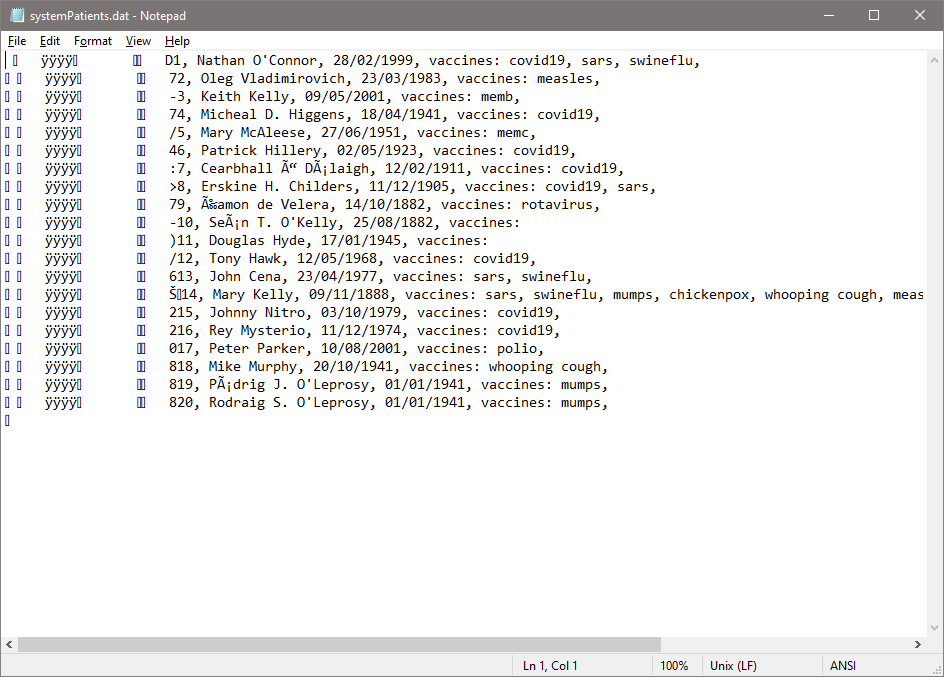 systemPatients.dat - Notepad
File Edit Format View Help
ÿÿÿÿ D1, Nathan O'Connor, 28/02/1999, vaccines: covid19, sars, swineflu,
ÿÿÿÿ 72, Oleg Vladimirovich, 23/03/1983, vaccines: measles,
ÿÿÿÿ -3, Keith Kelly, 09/05/2001, vaccines: memb,
ÿÿÿÿ 74, Micheal D. Higgens, 18/04/1941, vaccines: covid19,
ÿÿÿÿ /5, Mary McAleese, 27/06/1951, vaccines: memc,
ÿÿÿÿ 46, Patrick Hillery, 02/05/1923, vaccines: covid19,
ÿÿÿÿ :7, Cearbhall Ã“ DÃ¡laigh, 12/02/1911, vaccines: covid19,
ÿÿÿÿ >8, Erskine H. Childers, 11/12/1905, vaccines: covid19, sars,
ÿÿÿÿ 79, Ã‰amon de Velera, 14/10/1882, vaccines: rotavirus,
ÿÿÿÿ -10, SeÃ¡n T. O'Kelly, 25/08/1882, vaccines:
ÿÿÿÿ )11, Douglas Hyde, 17/01/1945, vaccines:
ÿÿÿÿ /12, Tony Hawk, 12/05/1968, vaccines: covid19,
ÿÿÿÿ 613, John Cena, 23/04/1977, vaccines: sars, swineflu,
ÿÿÿÿ Š14, Mary Kelly, 09/11/1888, vaccines: sars, swineflu, mumps, chickenpox, whooping cough, meas
ÿÿÿÿ 215, Johnny Nitro, 03/10/1979, vaccines: covid19,
ÿÿÿÿ 216, Rey Mysterio, 11/12/1974, vaccines: covid19,
ÿÿÿÿ 017, Peter Parker, 10/08/2001, vaccines: polio,
ÿÿÿÿ 818, Mike Murphy, 20/10/1941, vaccines: whooping cough,
ÿÿÿÿ 819, PÃ¡drig J. O'Leprosy, 01/01/1941, vaccines: mumps,
ÿÿÿÿ 820, Rodraig S. O'Leprosy, 01/01/1941, vaccines: mumps,
Ln 1, Col 1 100% Unix (LF) ANSI